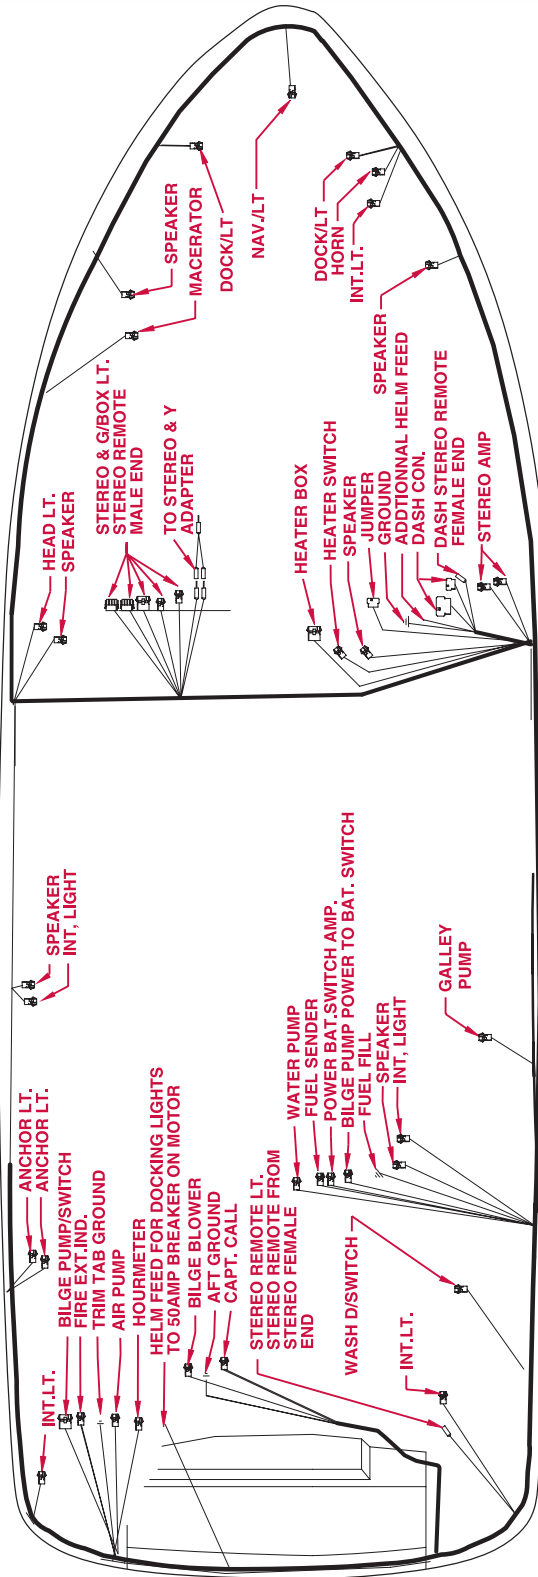 HEAD LT.
SPEAKER
STEREO & G/BOX LT.
STEREO REMOTE
MALE END
SPEAKER
MACERATOR
DOCK/LT
NAV./LT
TO STEREO & Y
ADAPTER
DOCK/LT
HORN
INT.LT.
HEATER BOX
HEATER SWITCH
SPEAKER
JUMPER
GROUND
SPEAKER
ADDTIONNAL HELM FEED
DASH CON.
DASH STEREO REMOTE
FEMALE END
STEREO AMP
SPEAKER
INT, LIGHT
ANCHOR LT.
ANCHOR LT.
INT.LT.
BILGE PUMP/SWITCH
FIRE EXT.IND.
TRIM TAB GROUND
AIR PUMP
HOURMETER
HELM FEED FOR DOCKING LIGHTS
TO 50AMP BREAKER ON MOTOR
BILGE BLOWER
AFT GROUND
CAPT. CALL
STEREO REMOTE LT.
STEREO REMOTE FROM
STEREO FEMALE
END
WATER PUMP
FUEL SENDER
POWER BAT.SWITCH AMP.
BILGE PUMP POWER TO BAT. SWITCH
FUEL FILL
SPEAKER
INT, LIGHT
GALLEY
PUMP
WASH D/SWITCH
INT.LT.